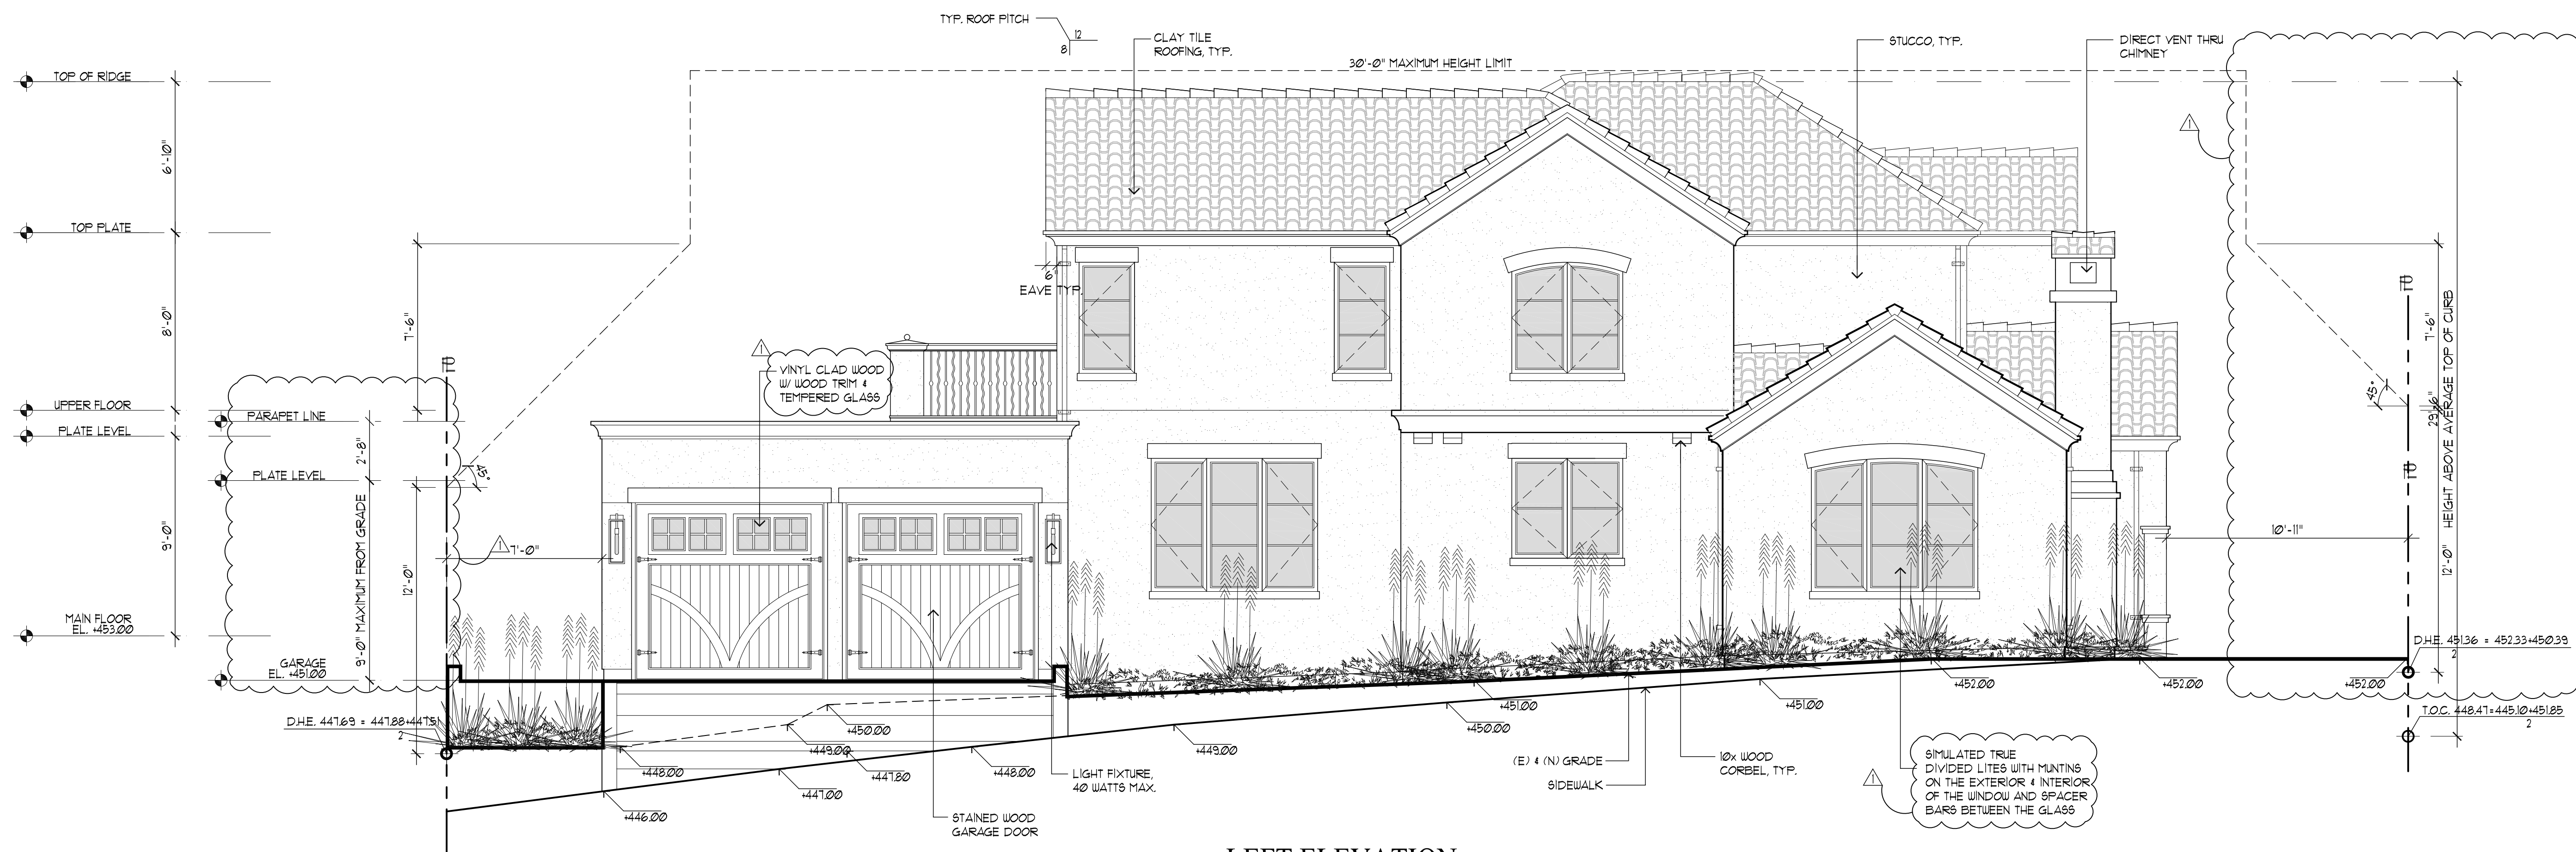 TYP. ROOF PITCH
12
8
CLAY TILE
ROOFING, TYP.
30'-0" MAXIMUM HEIGHT LIMIT
STUCCO, TYP.
DIRECT VENT THRU
CHIMNEY
TOP OF RIDGE
6'-10"
TOP PLATE
8'-0"
7'-6"
UPPER FLOOR
PARAPET LINE
PLATE LEVEL
2'-8"
PLATE LEVEL
9'-0"
9'-0" MAXIMUM FROM GRADE
12'-0"
MAIN FLOOR
EL. +453.00
GARAGE
EL. +451.00
45°
1
7'-0"
6"
EAVE TYP.
1
VINYL CLAD WOOD
W/ WOOD TRIM &
TEMPERED GLASS
1
7'-6"
45°
29'-6" HEIGHT ABOVE AVERAGE TOP OF CURB
12'-0"
10'-11"
D.H.E. 451.36 = 452.33+450.39
2
T.O.C. 448.47=445.10+451.85
2
D.H.E. 447.69 = 447.88+447.51
2
+448.00
+449.00
+450.00
+447.80
+447.00
+446.00
+448.00
+449.00
+450.00
+451.00
+451.00
+452.00
+452.00
+452.00
LIGHT FIXTURE,
40 WATTS MAX.
STAINED WOOD
GARAGE DOOR
(E) & (N) GRADE
SIDEWALK
10x WOOD
CORBEL, TYP.
1
SIMULATED TRUE
DIVIDED LITES WITH MUNTINS
ON THE EXTERIOR & INTERIOR
OF THE WINDOW AND SPACER
BARS BETWEEN THE GLASS
LEFT ELEVATION